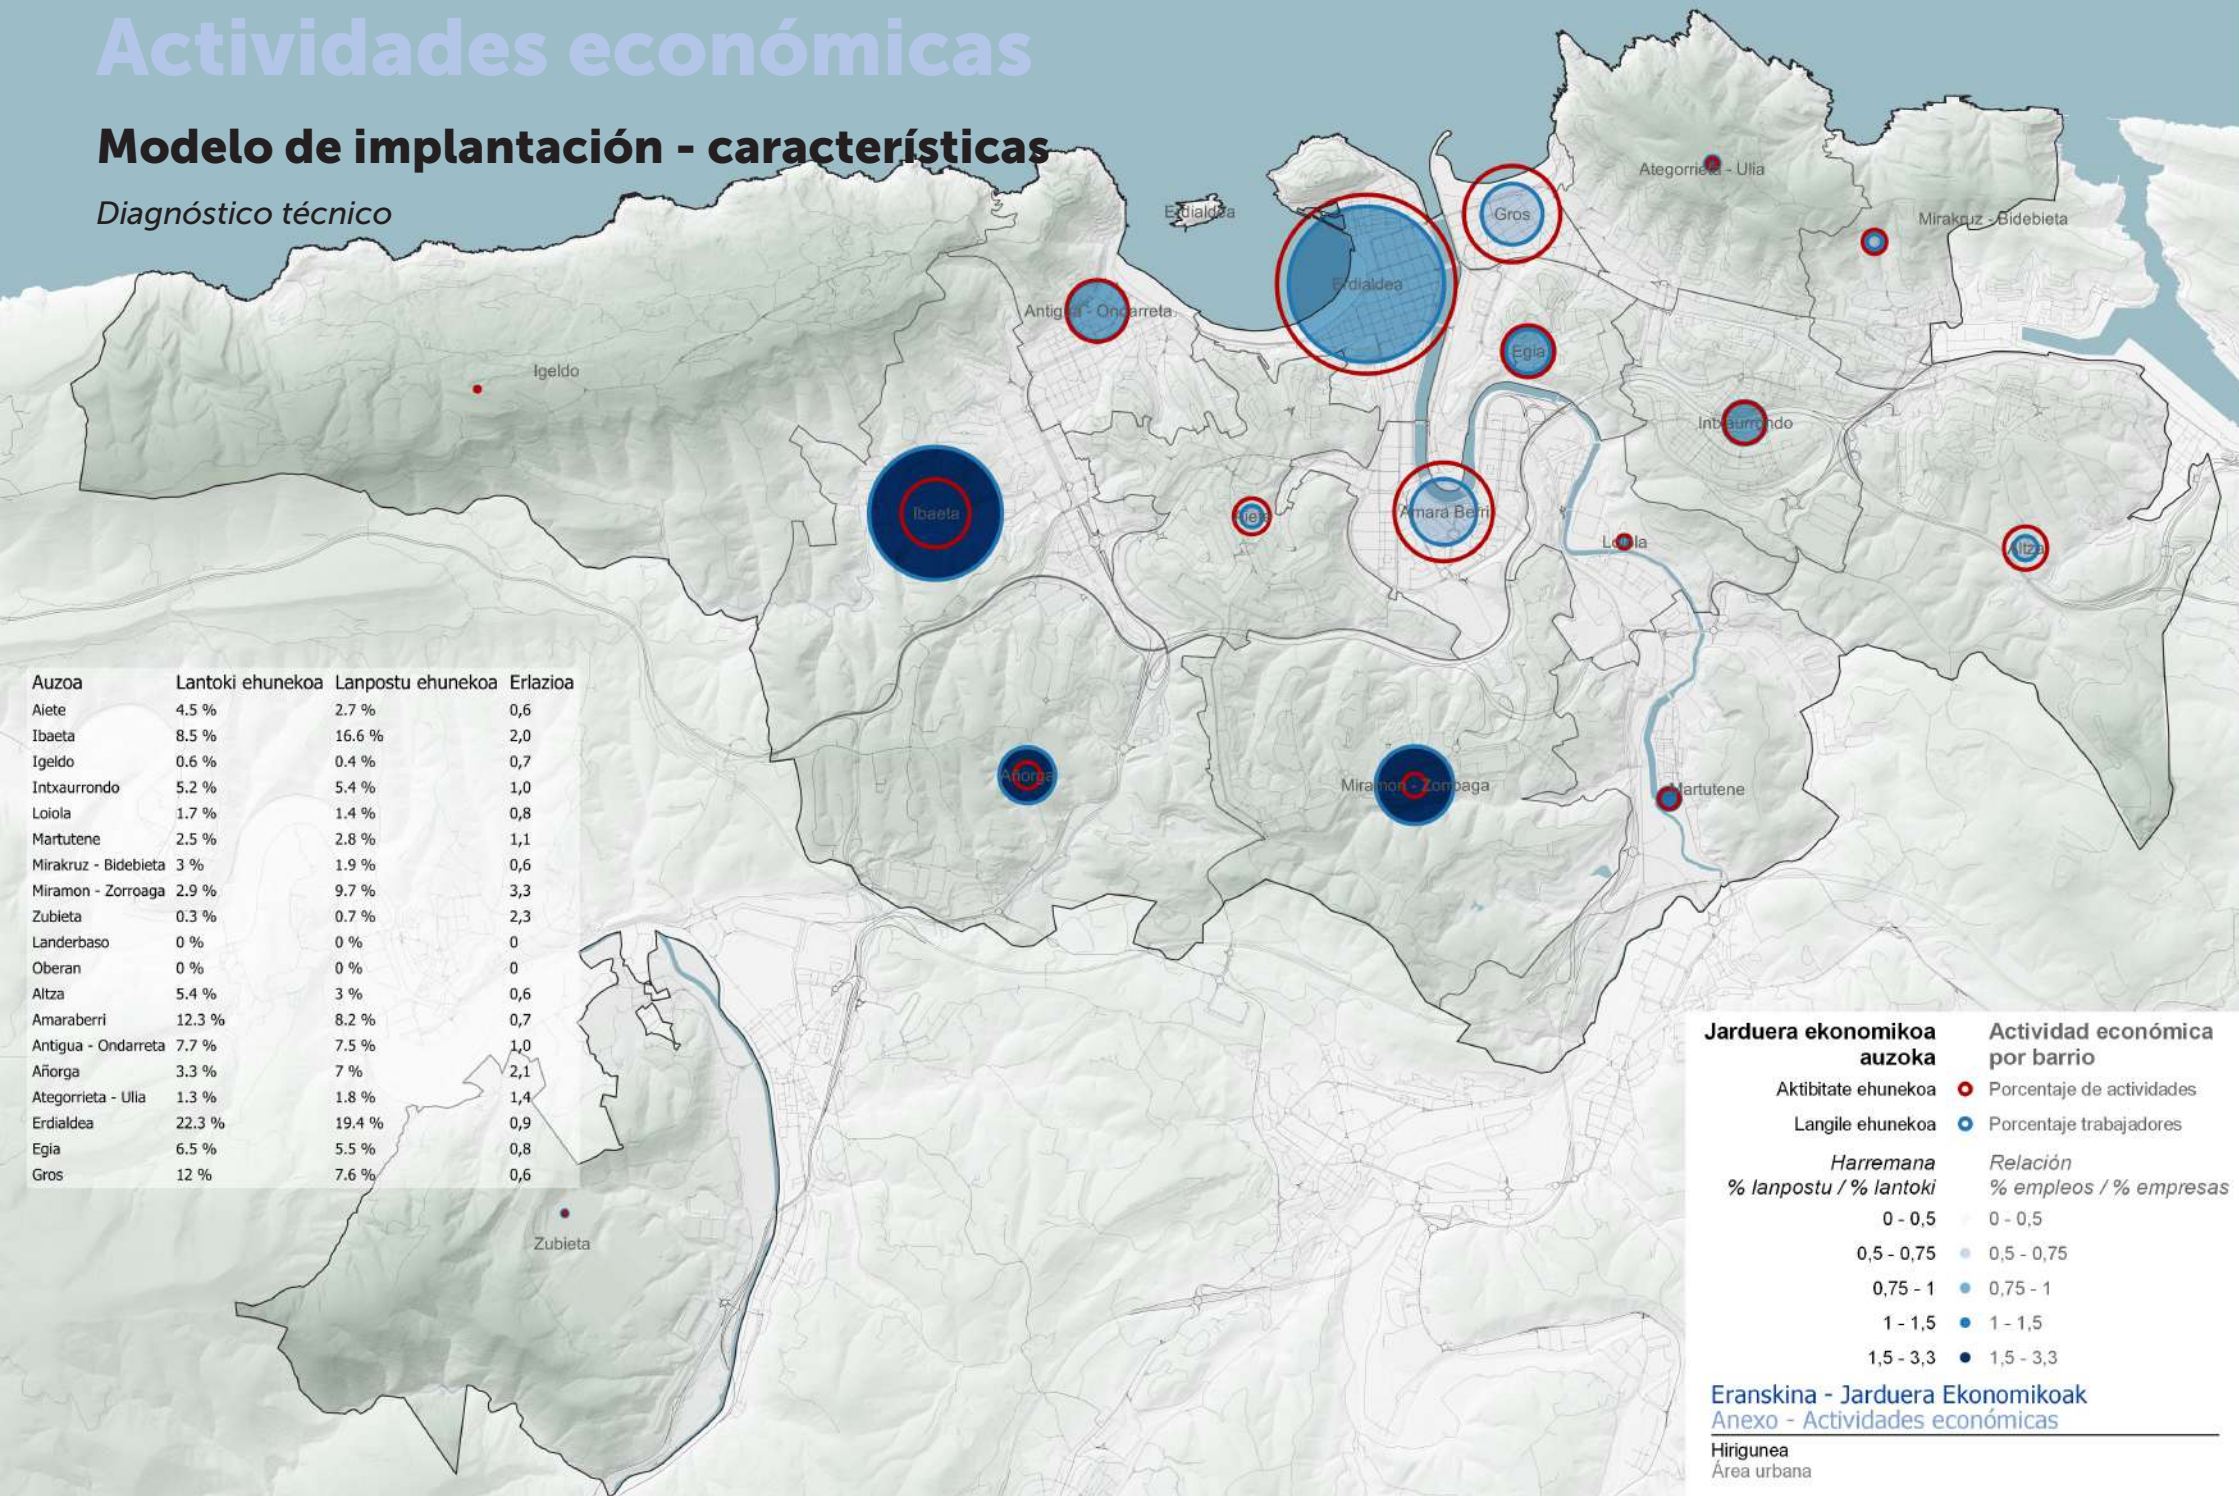 Actividades económicas
Modelo de implantación - características
Diagnóstico técnico
Ategorrieta - Ulia
Erdialdea
Gros
Mirakruz - Bidebieta
Erdialdea
Antigua - Ondarreta
Egia
Igeldo
Intxaurrondo
Ibaeta
Aiete
Amara Berri
Loiola
Altza
Añorga
Miramon - Zorroaga
Martutene
Zubieta
Auzoa Lantoki ehunekoa Lanpostu ehunekoa Erlazioa
Aiete 4.5 % 2.7 % 0,6
Ibaeta 8.5 % 16.6 % 2,0
Igeldo 0.6 % 0.4 % 0,7
Intxaurrondo 5.2 % 5.4 % 1,0
Loiola 1.7 % 1.4 % 0,8
Martutene 2.5 % 2.8 % 1,1
Mirakruz - Bidebieta 3 % 1.9 % 0,6
Miramon - Zorroaga 2.9 % 9.7 % 3,3
Zubieta 0.3 % 0.7 % 2,3
Landerbaso 0 % 0 % 0
Oberan 0 % 0 % 0
Altza 5.4 % 3 % 0,6
Amaraberri 12.3 % 8.2 % 0,7
Antigua - Ondarreta 7.7 % 7.5 % 1,0
Añorga 3.3 % 7 % 2,1
Ategorrieta - Ulia 1.3 % 1.8 % 1,4
Erdialdea 22.3 % 19.4 % 0,9
Egia 6.5 % 5.5 % 0,8
Gros 12 % 7.6 % 0,6
Jarduera ekonomikoa Actividad económica
auzoka por barrio
Aktibitate ehunekoa Porcentaje de actividades
Langile ehunekoa Porcentaje trabajadores
Harremana Relación
% lanpostu / % lantoki % empleos / % empresas
0 - 0,5 0 - 0,5
0,5 - 0,75 0,5 - 0,75
0,75 - 1 0,75 - 1
1 - 1,5 1 - 1,5
1,5 - 3,3 1,5 - 3,3
Eranskina - Jarduera Ekonomikoak
Anexo - Actividades económicas
Hirigunea
Área urbana